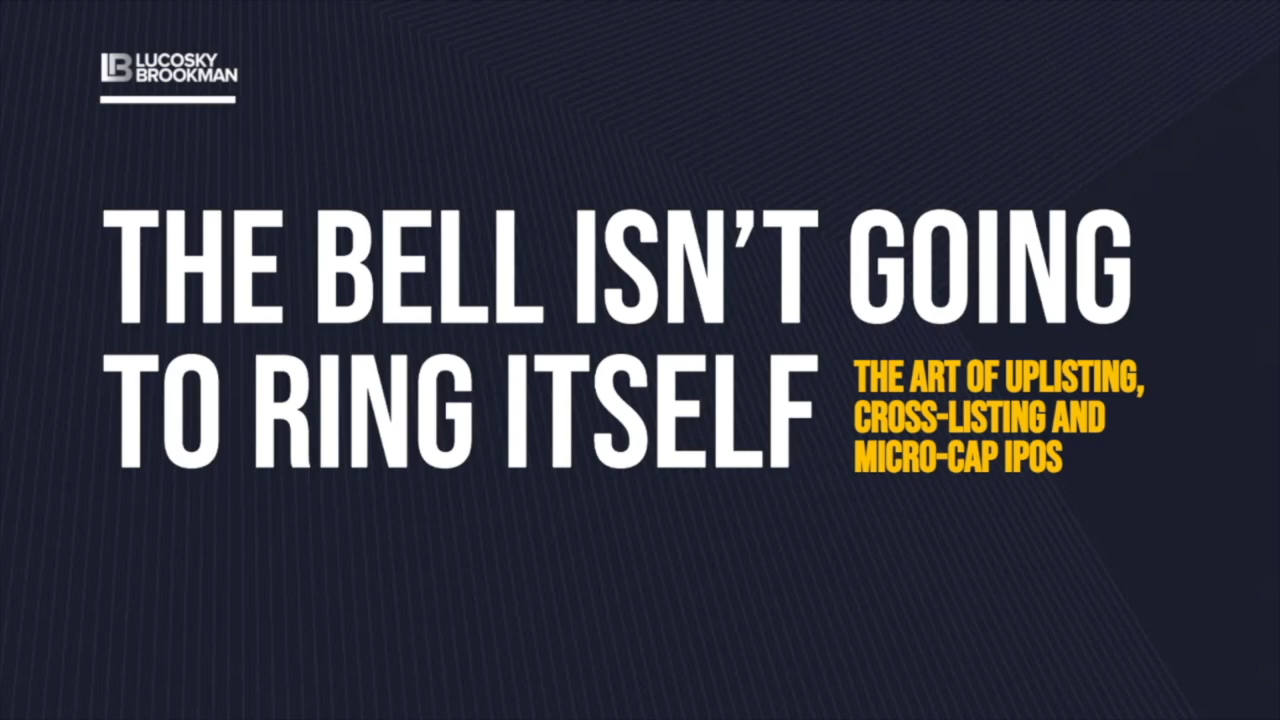 LUCOSKY
BROOKMAN
THE BELL ISN'T GOING
TO RING ITSELF
THE ART OF UPLISTING,
CROSS-LISTING AND
MICRO-CAP IPOS